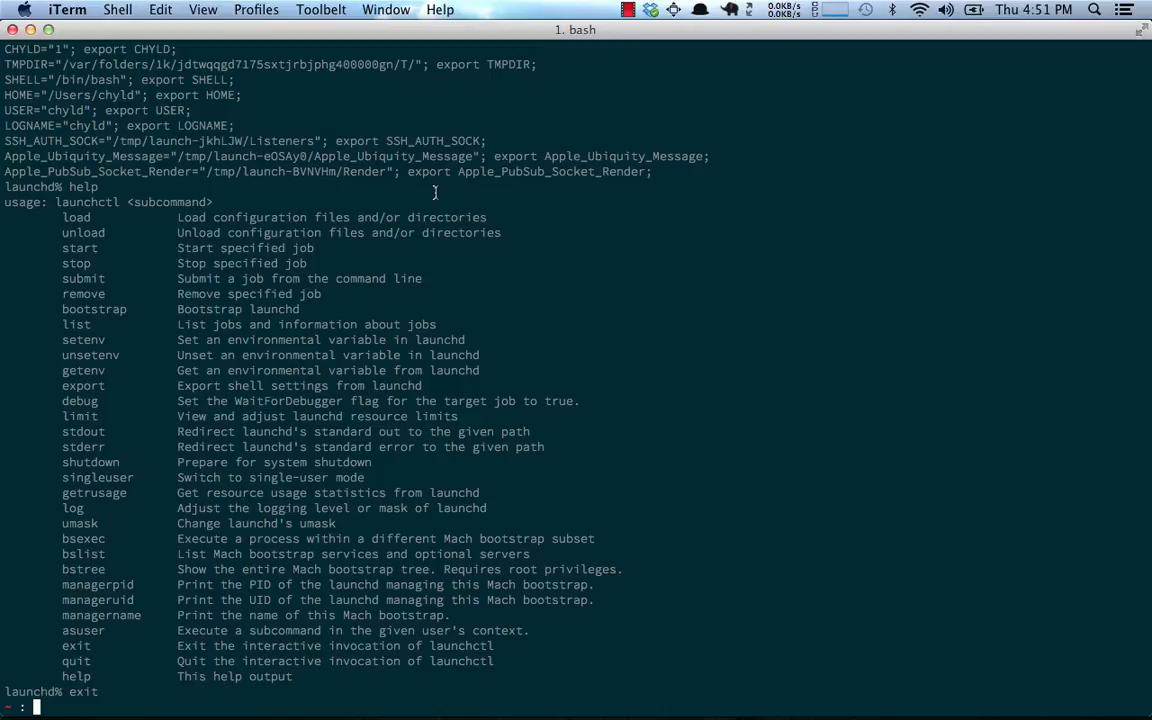 iTerm Shell Edit View Profiles Toolbelt Window Help 0.0KB/s 0.0KB/s Thu 4:51 PM
1. bash
CHYLD="1"; export CHYLD;
TMPDIR="/var/folders/1k/jdtwqqgd7175sxtjrbjphg400000gn/T/"; export TMPDIR;
SHELL="/bin/bash"; export SHELL;
HOME="/Users/chyld"; export HOME;
USER="chyld"; export USER;
LOGNAME="chyld"; export LOGNAME;
SSH_AUTH_SOCK="/tmp/launch-jkhLJW/Listeners"; export SSH_AUTH_SOCK;
Apple_Ubiquity_Message="/tmp/launch-eOSAy0/Apple_Ubiquity_Message"; export Apple_Ubiquity_Message;
Apple_PubSub_Socket_Render="/tmp/launch-BVNVHm/Render"; export Apple_PubSub_Socket_Render;
launchd% help
usage: launchctl <subcommand>
load Load configuration files and/or directories
unload Unload configuration files and/or directories
start Start specified job
stop Stop specified job
submit Submit a job from the command line
remove Remove specified job
bootstrap Bootstrap launchd
list List jobs and information about jobs
setenv Set an environmental variable in launchd
unsetenv Unset an environmental variable in launchd
getenv Get an environmental variable from launchd
export Export shell settings from launchd
debug Set the WaitForDebugger flag for the target job to true.
limit View and adjust launchd resource limits
stdout Redirect launchd's standard out to the given path
stderr Redirect launchd's standard error to the given path
shutdown Prepare for system shutdown
singleuser Switch to single-user mode
getrusage Get resource usage statistics from launchd
log Adjust the logging level or mask of launchd
umask Change launchd's umask
bsexec Execute a process within a different Mach bootstrap subset
bslist List Mach bootstrap services and optional servers
bstree Show the entire Mach bootstrap tree. Requires root privileges.
managerpid Print the PID of the launchd managing this Mach bootstrap.
manageruid Print the UID of the launchd managing this Mach bootstrap.
managername Print the name of this Mach bootstrap.
asuser Execute a subcommand in the given user's context.
exit Exit the interactive invocation of launchctl
quit Quit the interactive invocation of launchctl
help This help output
launchd% exit
~ :